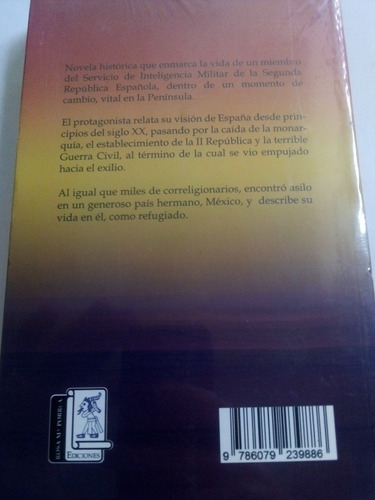 Novela histórica que enmarca la vida de un miembro
del Servicio de Inteligencia Militar de la Segunda
República Española, dentro de un momento de
cambio, vital en la Península.
El protagonista relata su visión de España desde prin-
cipios del siglo XX, pasando por la caída de la monar-
quía, el establecimiento de la II República y la terrible
Guerra Civil, al término de la cual se vio empujado
hacia el exilio.
Al igual que miles de correligionarios, encontró asilo
en un generoso país hermano, México, y describe su
vida en él, como refugiado.
ROSA Mª PORRÚA
EDICIONES
9 786079 239886